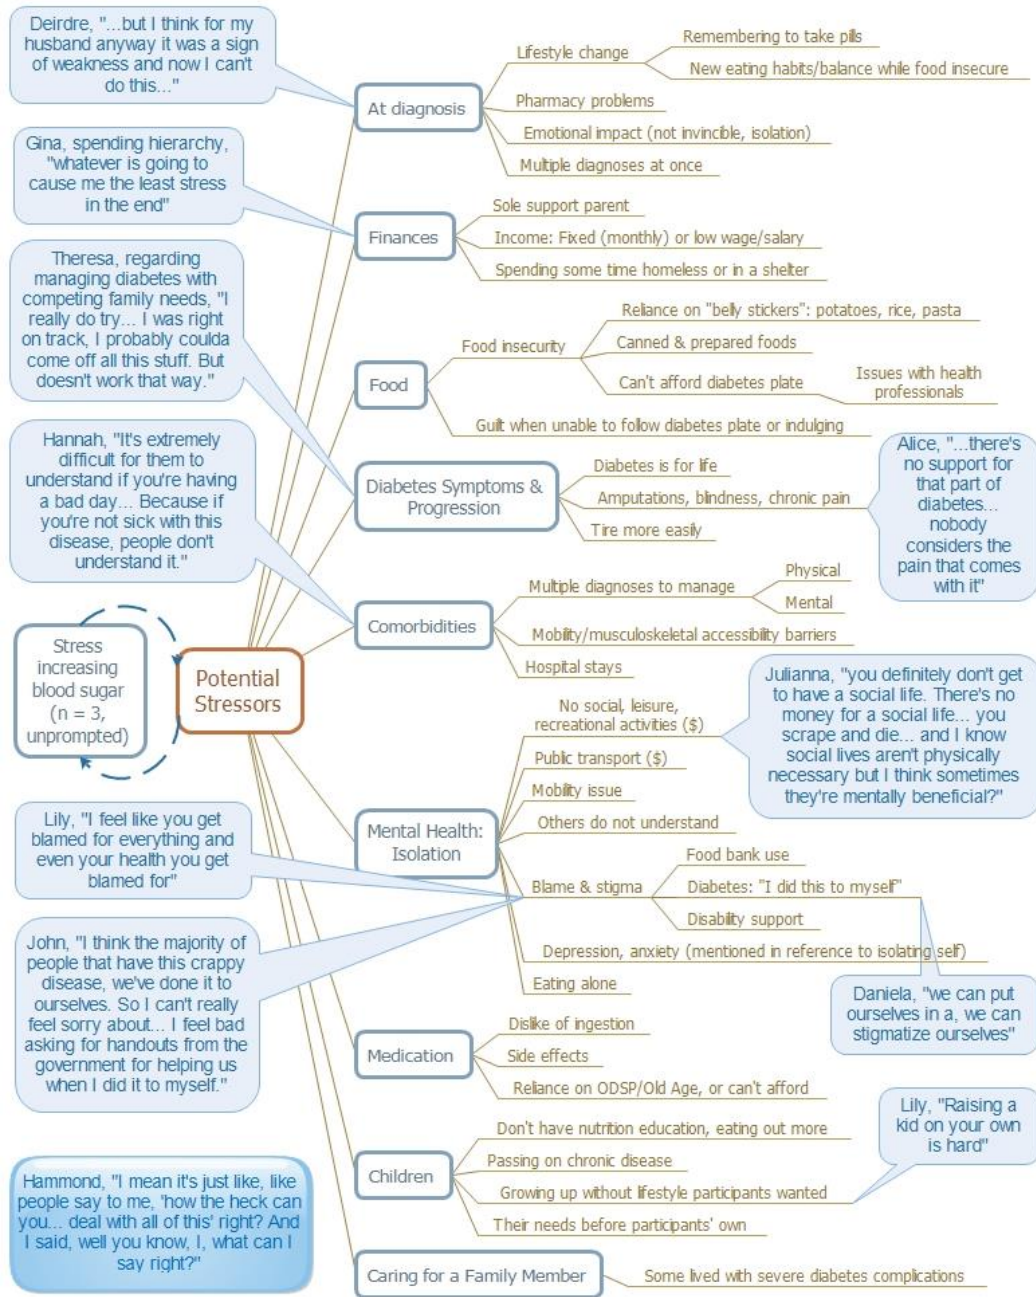 Deirdre, "...but I think for my
husband anyway it was a sign
of weakness and now I can't
do this..."
At diagnosis
Lifestyle change
Remembering to take pills
New eating habits/balance while food insecure
Pharmacy problems
Emotional impact (not invincible, isolation)
Multiple diagnoses at once
Gina, spending hierarchy,
"whatever is going to
cause me the least stress
in the end"
Finances
Sole support parent
Income: Fixed (monthly) or low wage/salary
Spending some time homeless or in a shelter
Theresa, regarding
managing diabetes with
competing family needs, "I
really do try... I was right
on track, I probably coulda
come off all this stuff. But
doesn't work that way."
Food
Food insecurity
Reliance on "belly stickers": potatoes, rice, pasta
Canned & prepared foods
Can't afford diabetes plate
Issues with health
professionals
Guilt when unable to follow diabetes plate or indulging
Hannah, "It's extremely
difficult for them to
understand if you're having
a bad day... Because if
you're not sick with this
disease, people don't
understand it."
Diabetes Symptoms &
Progression
Diabetes is for life
Amputations, blindness, chronic pain
Tire more easily
Alice, "...there's
no support for
that part of
diabetes...
nobody
considers the
pain that comes
with it"
Comorbidities
Multiple diagnoses to manage
Physical
Mental
Mobility/musculoskeletal accessibility barriers
Hospital stays
Stress
increasing
blood sugar
(n = 3,
unprompted)
Potential
Stressors
Mental Health:
Isolation
No social, leisure,
recreational activities ($)
Public transport ($)
Mobility issue
Others do not understand
Blame & stigma
Food bank use
Diabetes: "I did this to myself"
Disability support
Depression, anxiety (mentioned in reference to isolating self)
Eating alone
Julianna, "you definitely don't get
to have a social life. There's no
money for a social life... you
scrape and die... and I know
social lives aren't physically
necessary but I think sometimes
they're mentally beneficial?"
Lily, "I feel like you get
blamed for everything and
even your health you get
blamed for"
John, "I think the majority of
people that have this crappy
disease, we've done it to
ourselves. So I can't really
feel sorry about... I feel bad
asking for handouts from the
government for helping us
when I did it to myself."
Daniela, "we can put
ourselves in a, we can
stigmatize ourselves"
Medication
Dislike of ingestion
Side effects
Reliance on ODSP/Old Age, or can't afford
Children
Don't have nutrition education, eating out more
Passing on chronic disease
Growing up without lifestyle participants wanted
Their needs before participants' own
Lily, "Raising a
kid on your own
is hard"
Hammond, "I mean it's just like, like
people say to me, 'how the heck can
you... deal with all of this' right? And
I said, well you know, I, what can I
say right?"
Caring for a Family Member
Some lived with severe diabetes complications